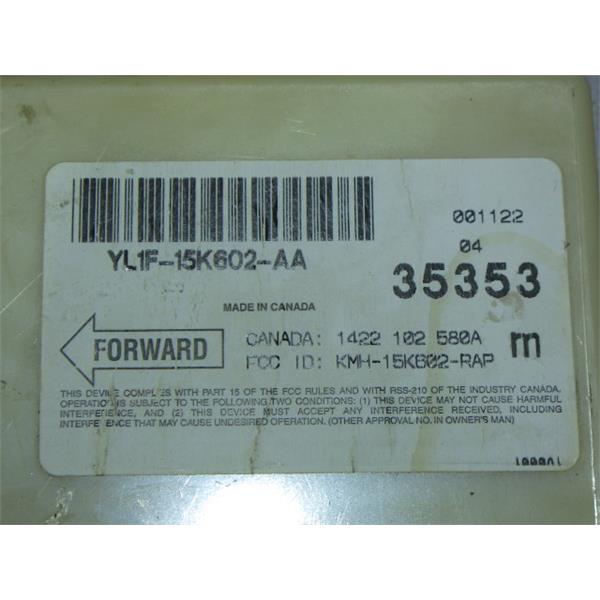 001122
YL1F-15K602-AA
04
35353
MADE IN CANADA
FORWARD
CANADA: 1422 102 580A
m
FCC ID: KMH-15K602-RAP
THIS DEVICE COMPLIES WITH PART 15 OF THE FCC RULES AND WITH RSS-210 OF THE INDUSTRY CANADA.
OPERATION IS SUBJECT TO THE FOLLOWING TWO CONDITIONS: (1) THIS DEVICE MAY NOT CAUSE HARMFUL
INTERFERENCE, AND (2) THIS DEVICE MUST ACCEPT ANY INTERFERENCE RECEIVED, INCLUDING
INTERFERENCE THAT MAY CAUSE UNDESIRED OPERATION. (OTHER APPROVAL NO. IN OWNER'S MAN)